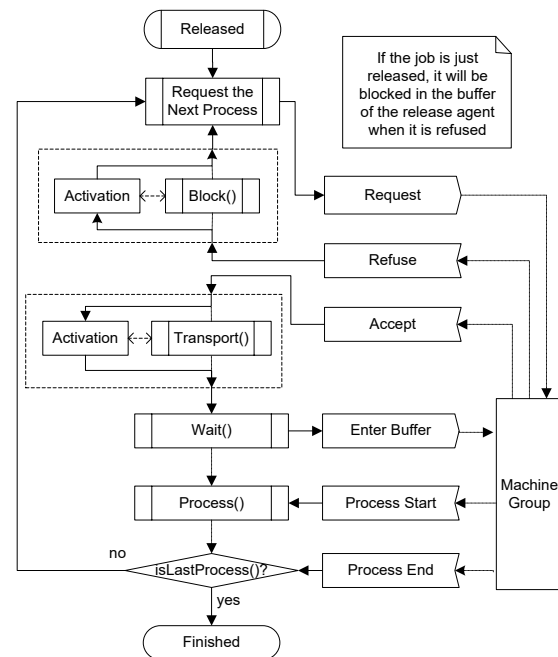 Released
If the job is just
released, it will be
blocked in the buffer
of the release agent
when it is refused
Request the
Next Process
Activation
Block()
Request
Refuse
Activation
Transport()
Accept
Wait()
Enter Buffer
Machine
Group
Process()
Process Start
no
isLastProcess()?
Process End
yes
Finished